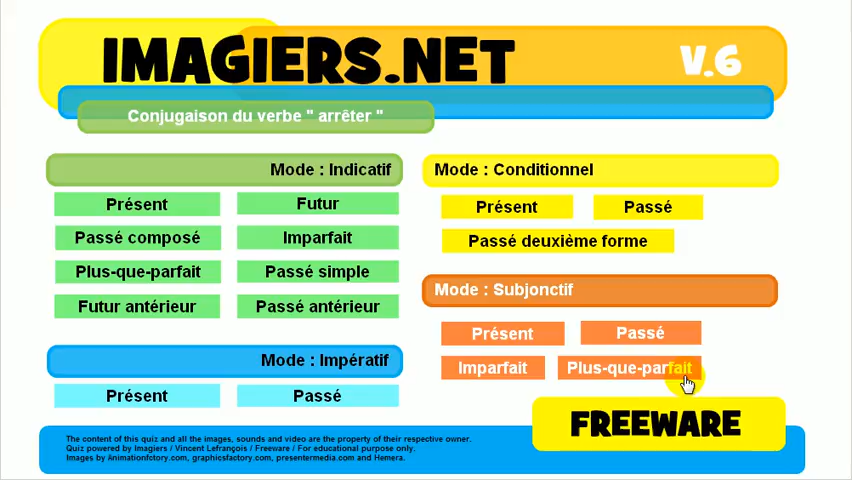 IMAGIERS.NET
V.6
Conjugaison du verbe " arrêter "
Mode : Indicatif
Présent
Futur
Passé composé
Imparfait
Plus-que-parfait
Passé simple
Futur antérieur
Passé antérieur
Mode : Impératif
Présent
Passé
Mode : Conditionnel
Présent
Passé
Passé deuxième forme
Mode : Subjonctif
Présent
Passé
Imparfait
Plus-que-parfait
FREEWARE
The content of this quiz and all the images, sounds and video are the property of their respective owner.
Quiz powered by Imagiers / Vincent Lefrançois / Freeware / For educational purpose only.
Images by Animationfctory.com, graphicsfactory.com, presentermedia.com and Hemera.